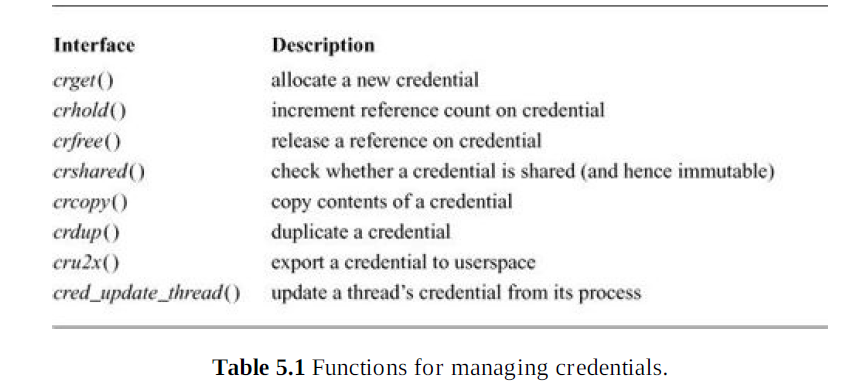 Interface Description
crget() allocate a new credential
crhold() increment reference count on credential
crfree() release a reference on credential
crshared() check whether a credential is shared (and hence immutable)
crcopy() copy contents of a credential
crdup() duplicate a credential
cru2x() export a credential to userspace
cred_update_thread() update a thread's credential from its process
Table 5.1 Functions for managing credentials.